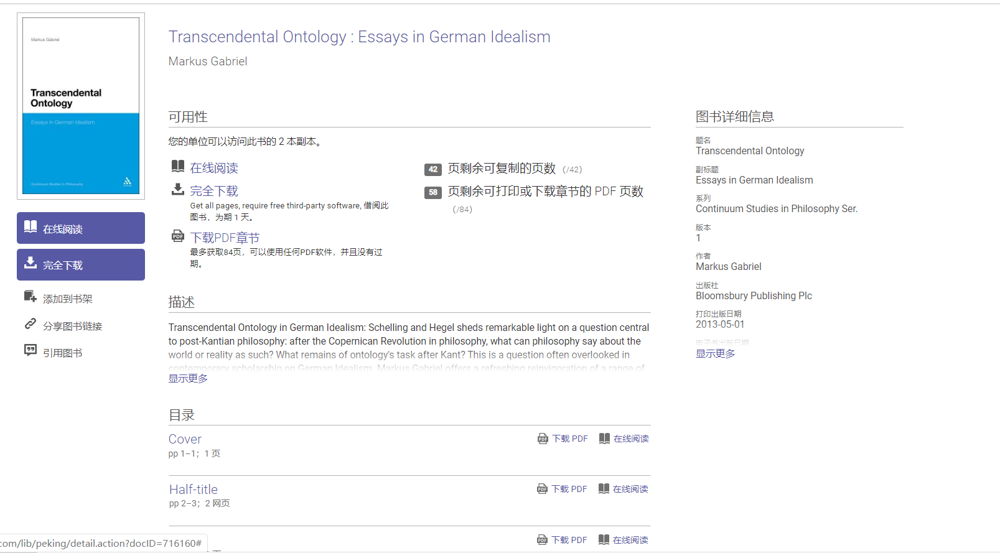 Markus Gabriel
Transcendental
Ontology
Essays in German Idealism
Continuum Studies in Philosophy
在线阅读
完全下载
添加到书架
分享图书链接
引用图书
Transcendental Ontology : Essays in German Idealism
Markus Gabriel
可用性
您的单位可以访问此书的 2 本副本。
在线阅读
完全下载
Get all pages, require free third-party software, 借阅此
图书，为期 1 天。
PDF 下载PDF章节
最多获取84页，可以使用任何PDF软件，并且没有过
期。
42 页剩余可复制的页数 (/42)
58 页剩余可打印或下载章节的 PDF 页数
(/84)
描述
Transcendental Ontology in German Idealism: Schelling and Hegel sheds remarkable light on a question central
to post-Kantian philosophy: after the Copernican Revolution in philosophy, what can philosophy say about the
world or reality as such? What remains of ontology's task after Kant? This is a question often overlooked in
contemporary scholarship on German Idealism. Markus Gabriel offers a refreshing reinvigoration of a range of
显示更多
目录
Cover
PDF 下载 PDF 在线阅读
pp 1–1；1 页
Half-title
PDF 下载 PDF 在线阅读
pp 2–3；2 网页
PDF 下载 PDF 在线阅读
图书详细信息
题名
Transcendental Ontology
副标题
Essays in German Idealism
系列
Continuum Studies in Philosophy Ser.
版本
1
作者
Markus Gabriel
出版社
Bloomsbury Publishing Plc
打印出版日期
2013-05-01
电子书出版日期
显示更多
com/lib/peking/detail.action?docID=716160#